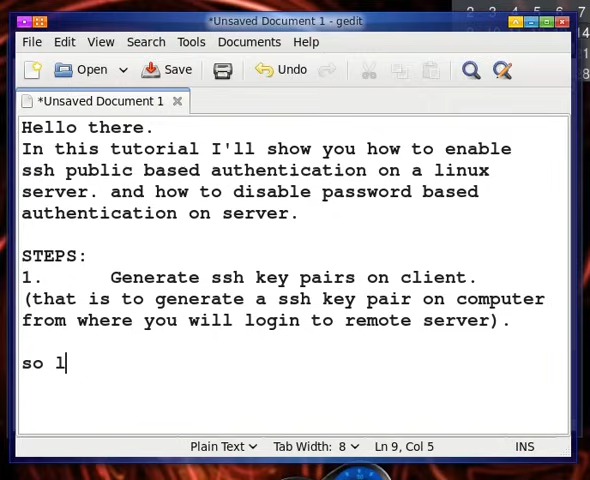 *Unsaved Document 1 - gedit
File Edit View Search Tools Documents Help
Open Save Undo
*Unsaved Document 1
Hello there.
In this tutorial I'll show you how to enable
ssh public based authentication on a linux
server. and how to disable password based
authentication on server.
STEPS:
1. Generate ssh key pairs on client.
(that is to generate a ssh key pair on computer
from where you will login to remote server).
so l
Plain Text Tab Width: 8 Ln 9, Col 5 INS